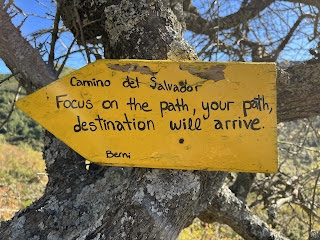 Camino del Salvador
Focus on the path, your path,
destination will arrive.
Berni